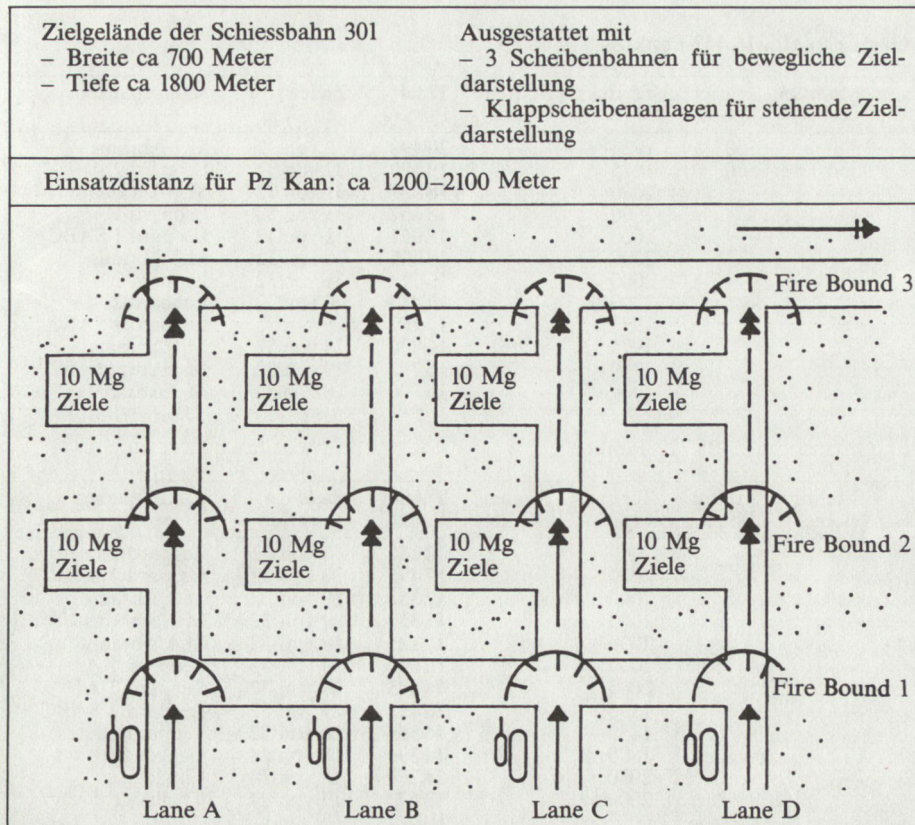 Zielgelände der Schiessbahn 301
– Breite ca 700 Meter
– Tiefe ca 1800 Meter
Ausgestattet mit
– 3 Scheibenbahnen für bewegliche Ziel-
darstellung
– Klappscheibenanlagen für stehende Ziel-
darstellung
Einsatzdistanz für Pz Kan: ca 1200–2100 Meter
Fire Bound 3
10 Mg
Ziele
10 Mg
Ziele
10 Mg
Ziele
10 Mg
Ziele
10 Mg
Ziele
10 Mg
Ziele
10 Mg
Ziele
10 Mg
Ziele
Fire Bound 2
Fire Bound 1
Lane A
Lane B
Lane C
Lane D